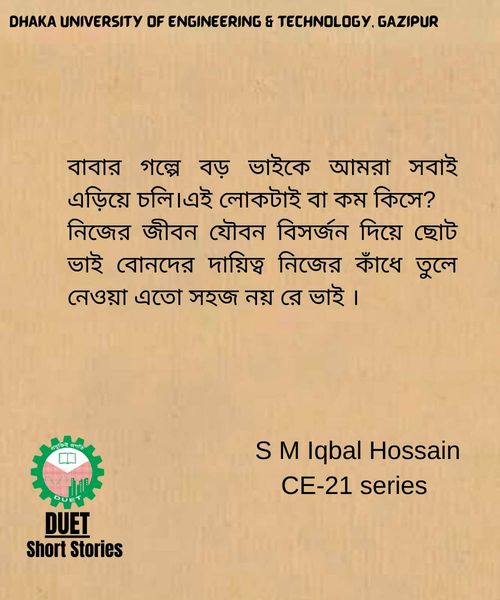 DHAKA UNIVERSITY OF ENGINEERING & TECHNOLOGY, GAZIPUR
বাবার গল্পে বড় ভাইকে আমরা সবাই
এড়িয়ে চলি।এই লোকটাই বা কম কিসে?
নিজের জীবন যৌবন বিসর্জন দিয়ে ছোট
ভাই বোনদের দায়িত্ব নিজের কাঁধে তুলে
নেওয়া এতো সহজ নয় রে ভাই ।
S M Iqbal Hossain
CE-21 series
DUET
DUET
Short Stories